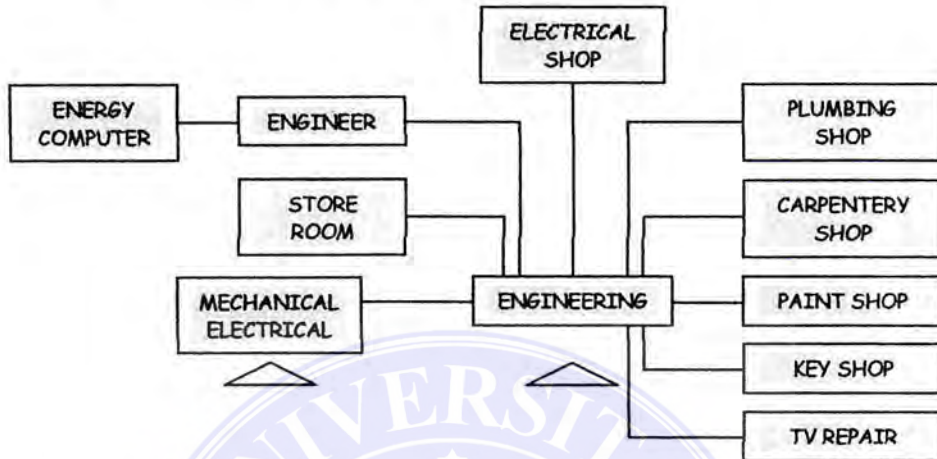 ELECTRICAL
SHOP
ENERGY
COMPUTER
ENGINEER
PLUMBING
SHOP
STORE
ROOM
CARPENTERY
SHOP
MECHANICAL
ELECTRICAL
ENGINEERING
PAINT SHOP
KEY SHOP
TV REPAIR
UNIVERSIT